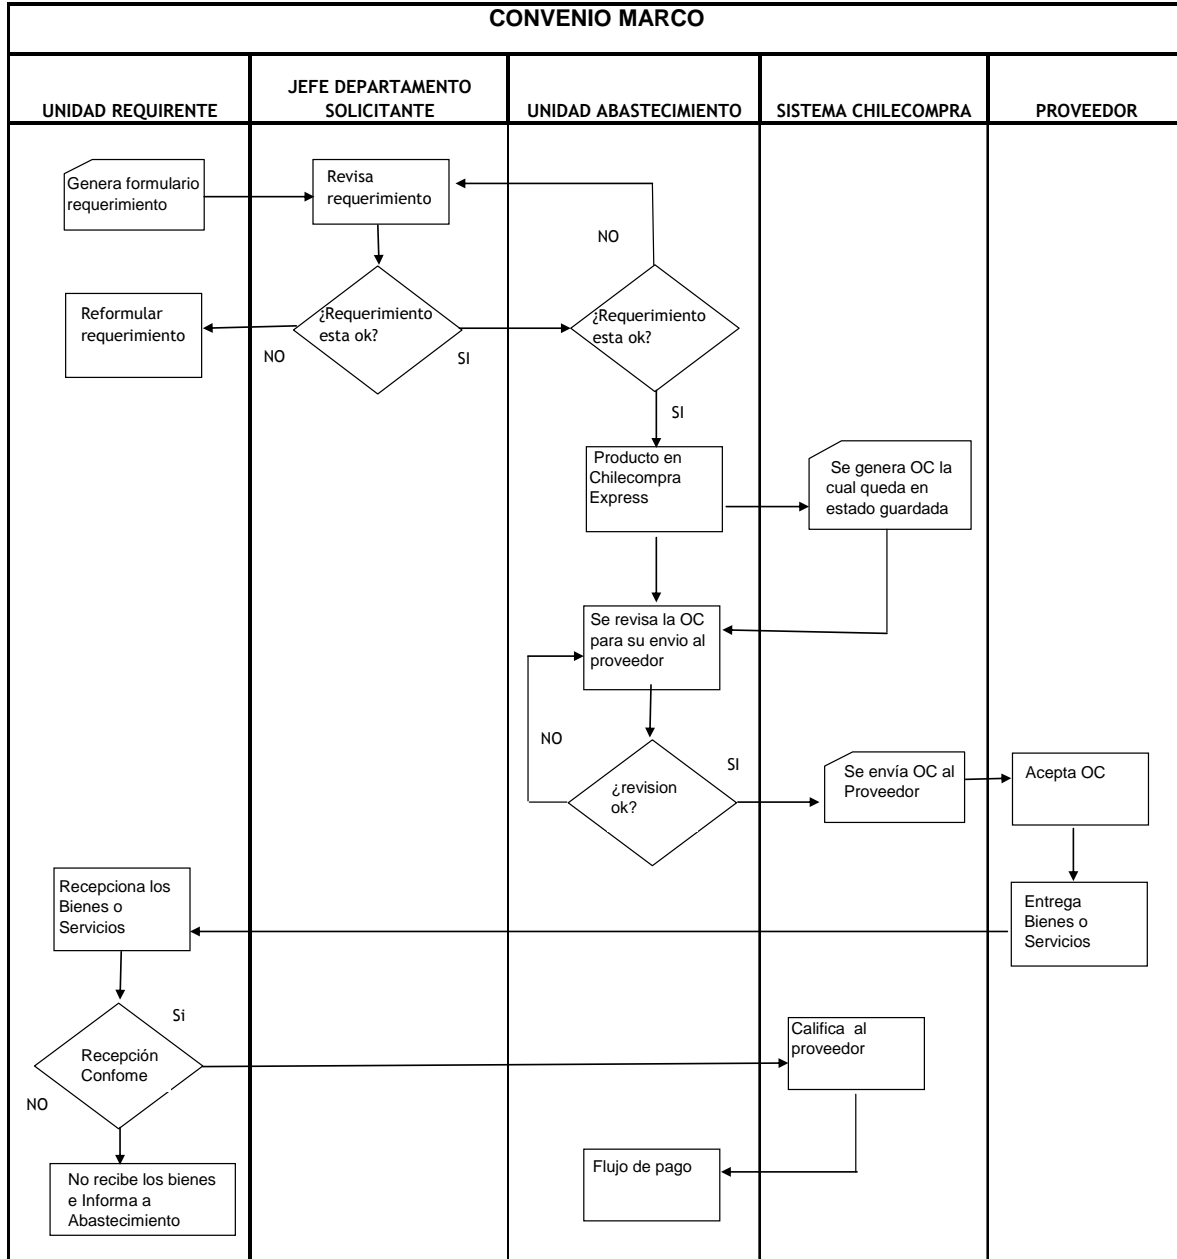 CONVENIO MARCO
UNIDAD REQUIRENTE
JEFE DEPARTAMENTO
SOLICITANTE
UNIDAD ABASTECIMIENTO
SISTEMA CHILECOMPRA
PROVEEDOR
Genera formulario
requerimiento
Revisa
requerimiento
NO
Reformular
requerimiento
NO
¿Requerimiento
esta ok?
SI
¿Requerimiento
esta ok?
SI
Producto en
Chilecompra
Express
Se genera OC la
cual queda en
estado guardada
Se revisa la OC
para su envio al
proveedor
NO
¿revision
ok?
SI
Se envía OC al
Proveedor
Acepta OC
Entrega
Bienes o
Servicios
Recepciona los
Bienes o
Servicios
Si
Recepción
Confome
NO
Califica al
proveedor
No recibe los bienes
e Informa a
Abastecimiento
Flujo de pago